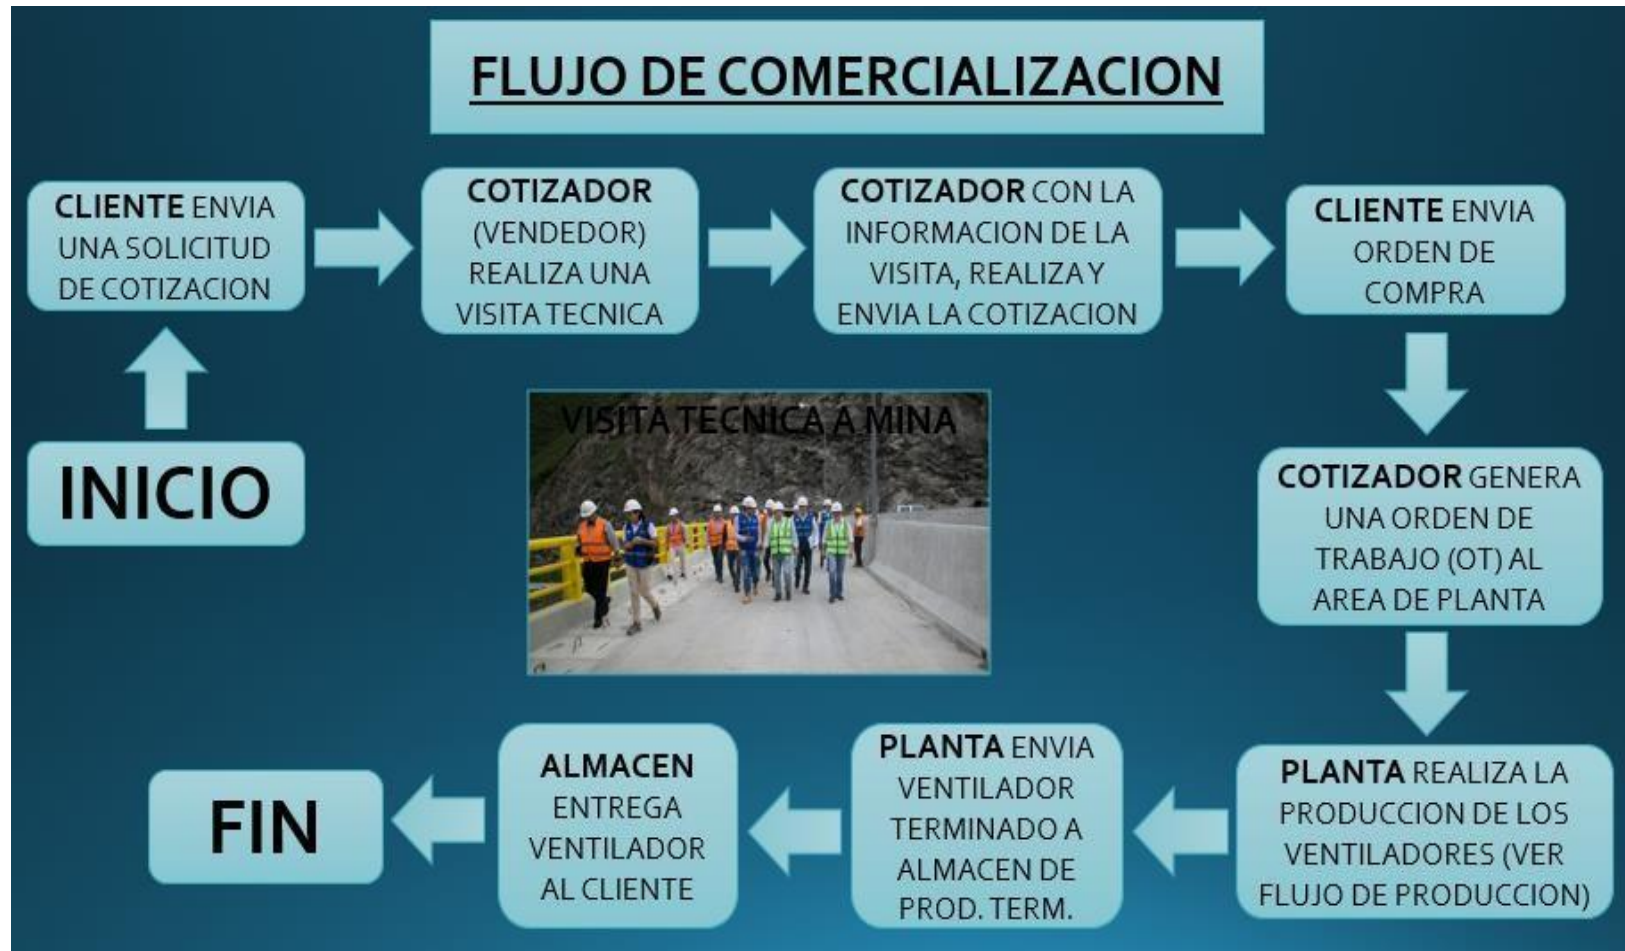 FLUJO DE COMERCIALIZACION
CLIENTE ENVIA
UNA SOLICITUD
DE COTIZACION
COTIZADOR
(VENDEDOR)
REALIZA UNA
VISITA TECNICA
COTIZADOR CON LA
INFORMACION DE LA
VISITA, REALIZA Y
ENVIA LA COTIZACION
CLIENTE ENVIA
ORDEN DE
COMPRA
INICIO
VISITA TECNICA A MINA
COTIZADOR GENERA
UNA ORDEN DE
TRABAJO (OT) AL
AREA DE PLANTA
PLANTA REALIZA LA
PRODUCCION DE LOS
VENTILADORES (VER
FLUJO DE PRODUCCION)
PLANTA ENVIA
VENTILADOR
TERMINADO A
ALMACEN DE
PROD. TERM.
ALMACEN
ENTREGA
VENTILADOR
AL CLIENTE
FIN